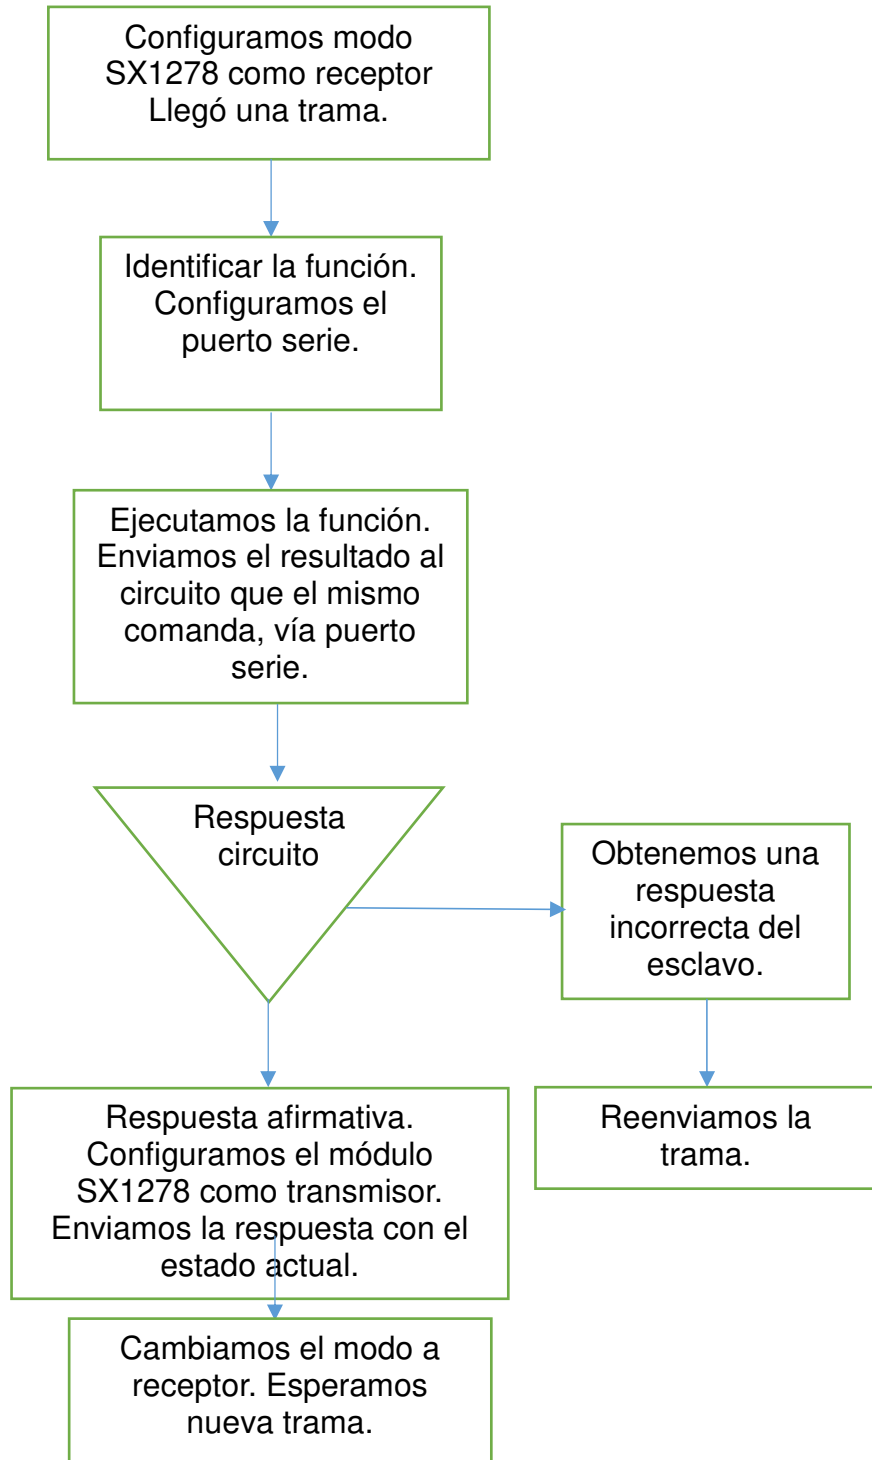 Configuramos modo
SX1278 como receptor
Llegó una trama.
Identificar la función.
Configuramos el
puerto serie.
Ejecutamos la función.
Enviamos el resultado al
circuito que el mismo
comanda, vía puerto
serie.
Respuesta
circuito
Obtenemos una
respuesta
incorrecta del
esclavo.
Respuesta afirmativa.
Configuramos el módulo
SX1278 como transmisor.
Enviamos la respuesta con el
estado actual.
Reenviamos la
trama.
Cambiamos el modo a
receptor. Esperamos
nueva trama.